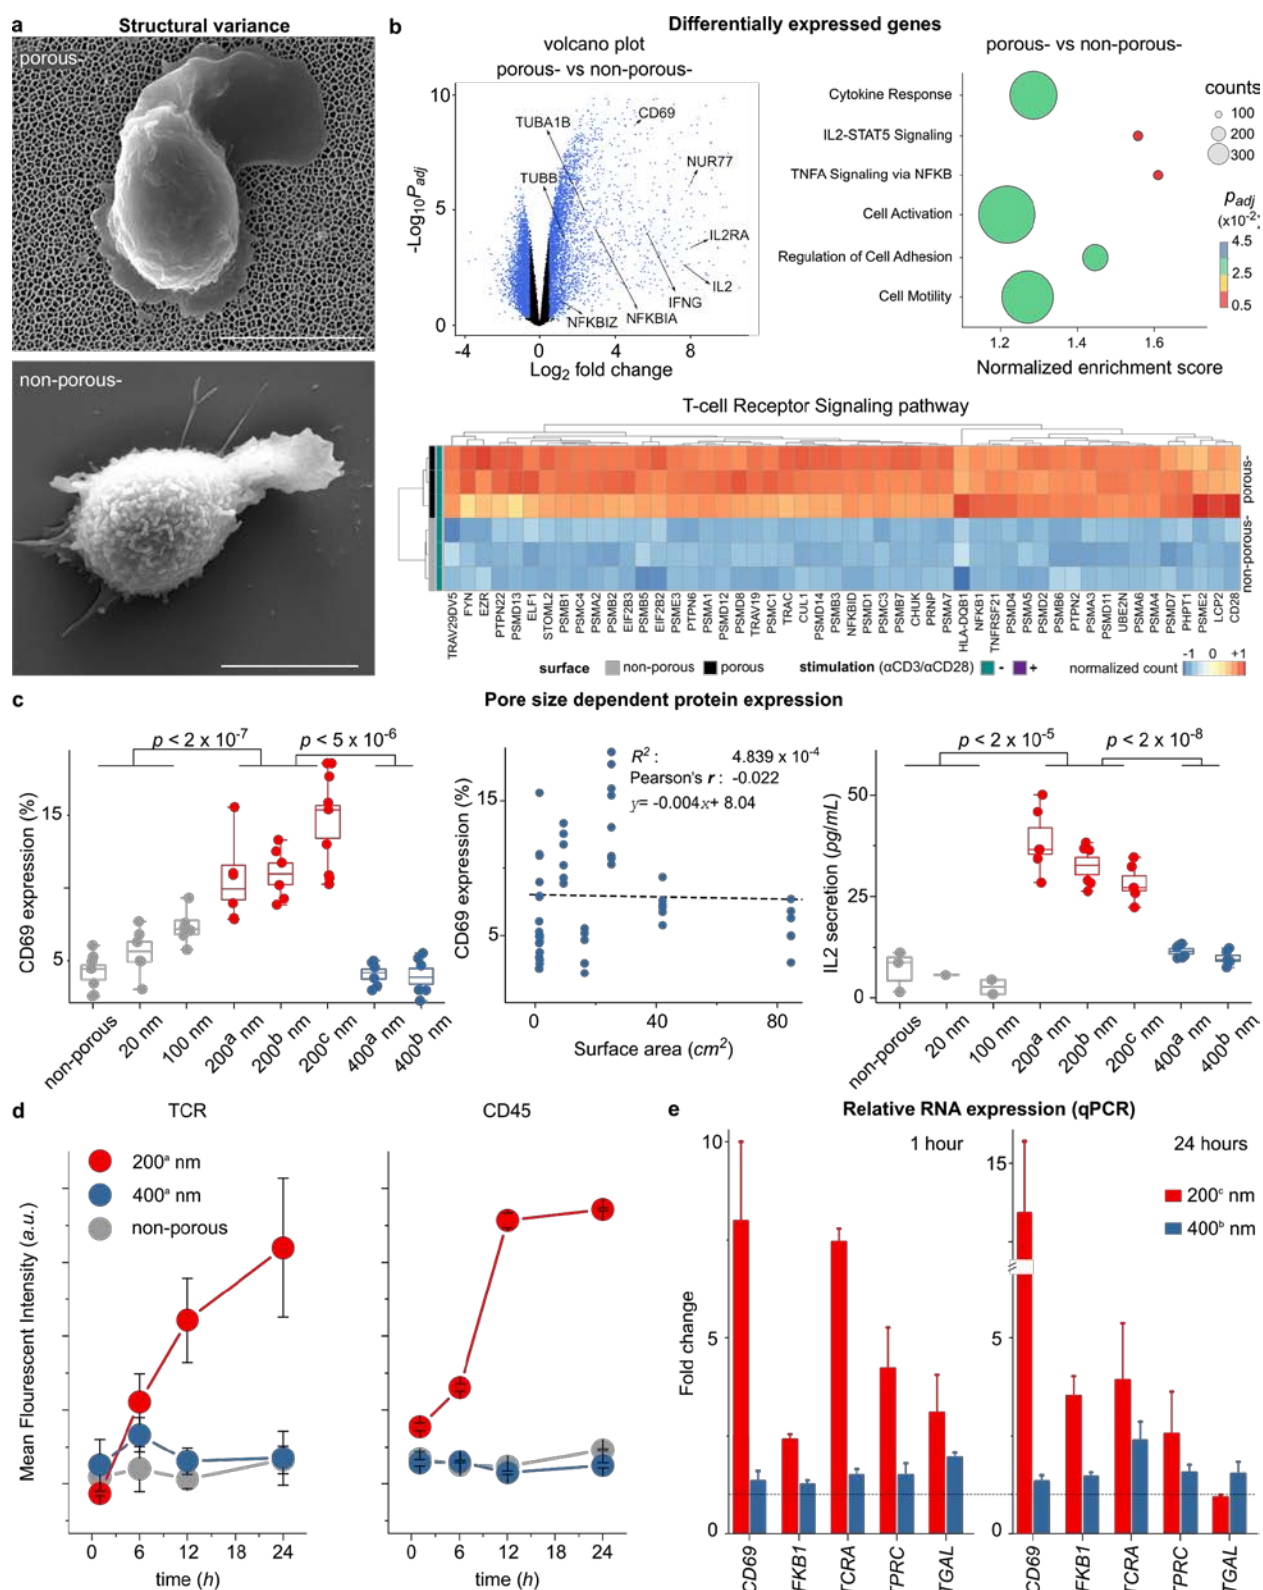 a
Structural variance
porous-
non-porous-
b
Differentially expressed genes
volcano plot
porous- vs non-porous-
10
5
0
-Log10Padj
-4
0
4
8
Log2 fold change
TUBA1B
CD69
NUR77
TUBB
IL2RA
IL2
IFNG
NFKBIA
NFKBIZ
porous- vs non-porous-
Cytokine Response
IL2-STAT5 Signaling
TNFA Signaling via NFKB
Cell Activation
Regulation of Cell Adhesion
Cell Motility
1.2
1.4
1.6
Normalized enrichment score
counts
100
200
300
padj
(x10-2)
4.5
2.5
0.5
T-cell Receptor Signaling pathway
porous-
non-porous-
TRAV29DV5
FYN
EZR
PTPN22
PSMD13
ELF1
STOML2
PSMB1
PSMC4
PSMA2
PSMB2
EIF2B3
PSMB5
EIF2B2
PSME3
PTPN6
PSMA1
PSMD12
PSMD8
TRAV19
PSMC1
TRAC
CUL1
PSMD14
PSMB3
NFKBID
PSMD1
PSMC3
PSMB7
CHUK
PRNP
PSMA7
HLA-DQB1
NFKB1
TNFRSF21
PSMD4
PSMA5
PSMD2
PSMB6
PTPN2
PSMA3
PSMD11
UBE2N
PSMA6
PSMA4
PSMD7
PHPT1
PSME2
LCP2
CD28
surface
non-porous
porous
stimulation (αCD3/αCD28)
-
+
normalized count
-1
0
+1
c
Pore size dependent protein expression
p < 2 x 10-7
p < 5 x 10-6
15
5
CD69 expression (%)
non-porous
20 nm
100 nm
200a nm
200b nm
200c nm
400a nm
400b nm
R2 : 4.839 x 10-4
Pearson's r : -0.022
y= -0.004x+ 8.04
15
5
CD69 expression (%)
0
40
80
Surface area (cm2)
p < 2 x 10-5
p < 2 x 10-8
50
25
0
IL2 secretion (pg/mL)
non-porous
20 nm
100 nm
200a nm
200b nm
200c nm
400a nm
400b nm
d
TCR
CD45
200a nm
400a nm
non-porous
Mean Flourescent Intensity (a.u.)
0
6
12
18
24
time (h)
0
6
12
18
24
time (h)
e
Relative RNA expression (qPCR)
1 hour
24 hours
10
5
0
Fold change
15
5
0
200c nm
400b nm
CD69
FKB1
TCRA
TPRC
TGAL
CD69
FKB1
TCRA
TPRC
TGAL